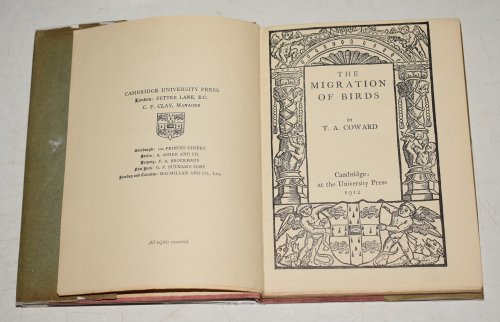 CAMBRIDGE UNIVERSITY PRESS
London: FETTER LANE, E.C.
C. F. CLAY, MANAGER
Edinburgh: 100 PRINCES STREET
Berlin: A. ASHER AND CO.
Leipzig: F. A. BROCKHAUS
New York: G. P. PUTNAM'S SONS
Bombay and Calcutta: MACMILLAN AND CO., LTD.
All rights reserved
THE
MIGRATION
OF BIRDS
BY
T. A. COWARD
Cambridge:
at the University Press
1912